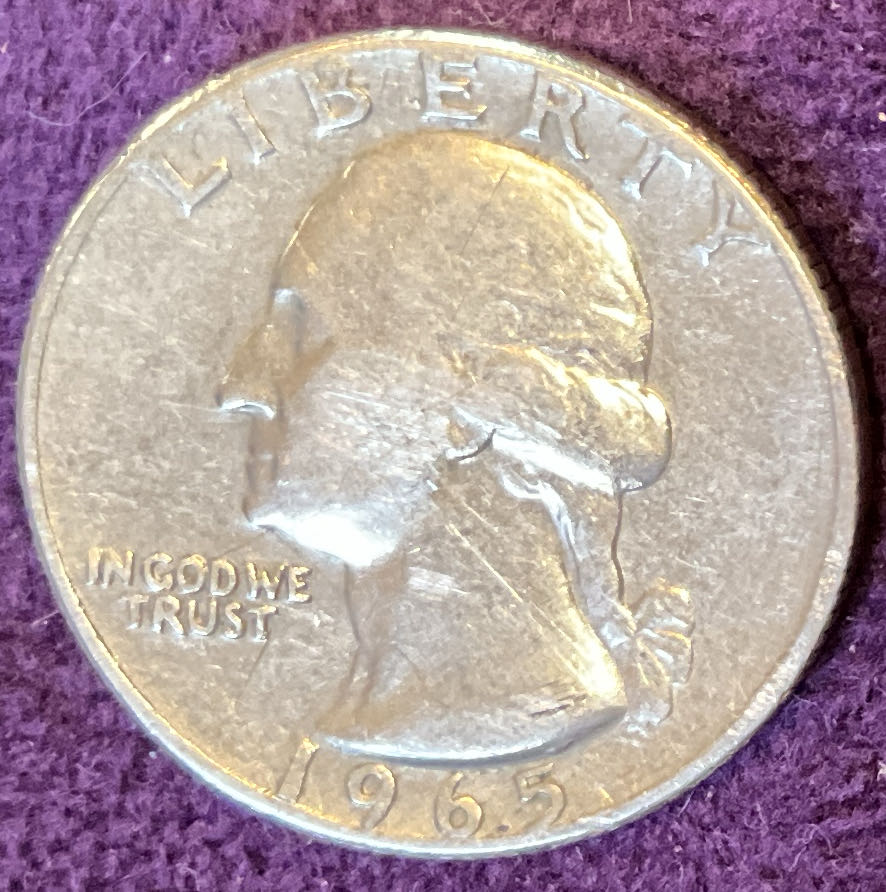 LIBERTY
IN GOD WE
TRUST
1965